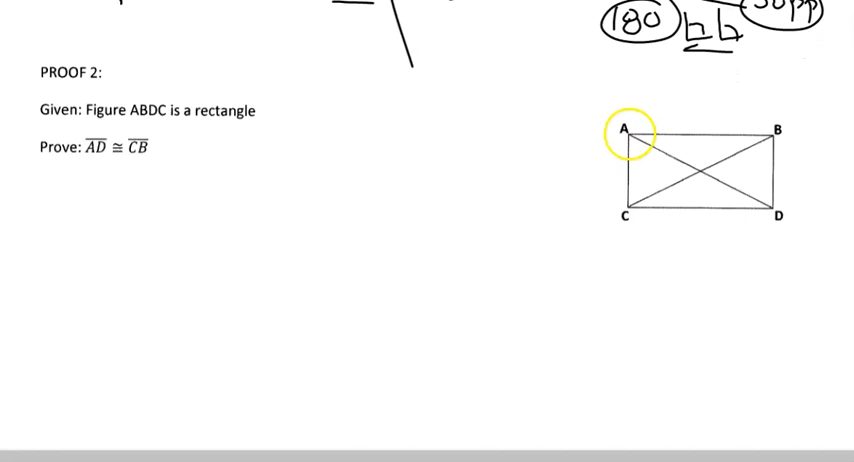 180
PROOF 2:
Given: Figure ABDC is a rectangle
Prove: AD ≅ CB
A
B
C
D